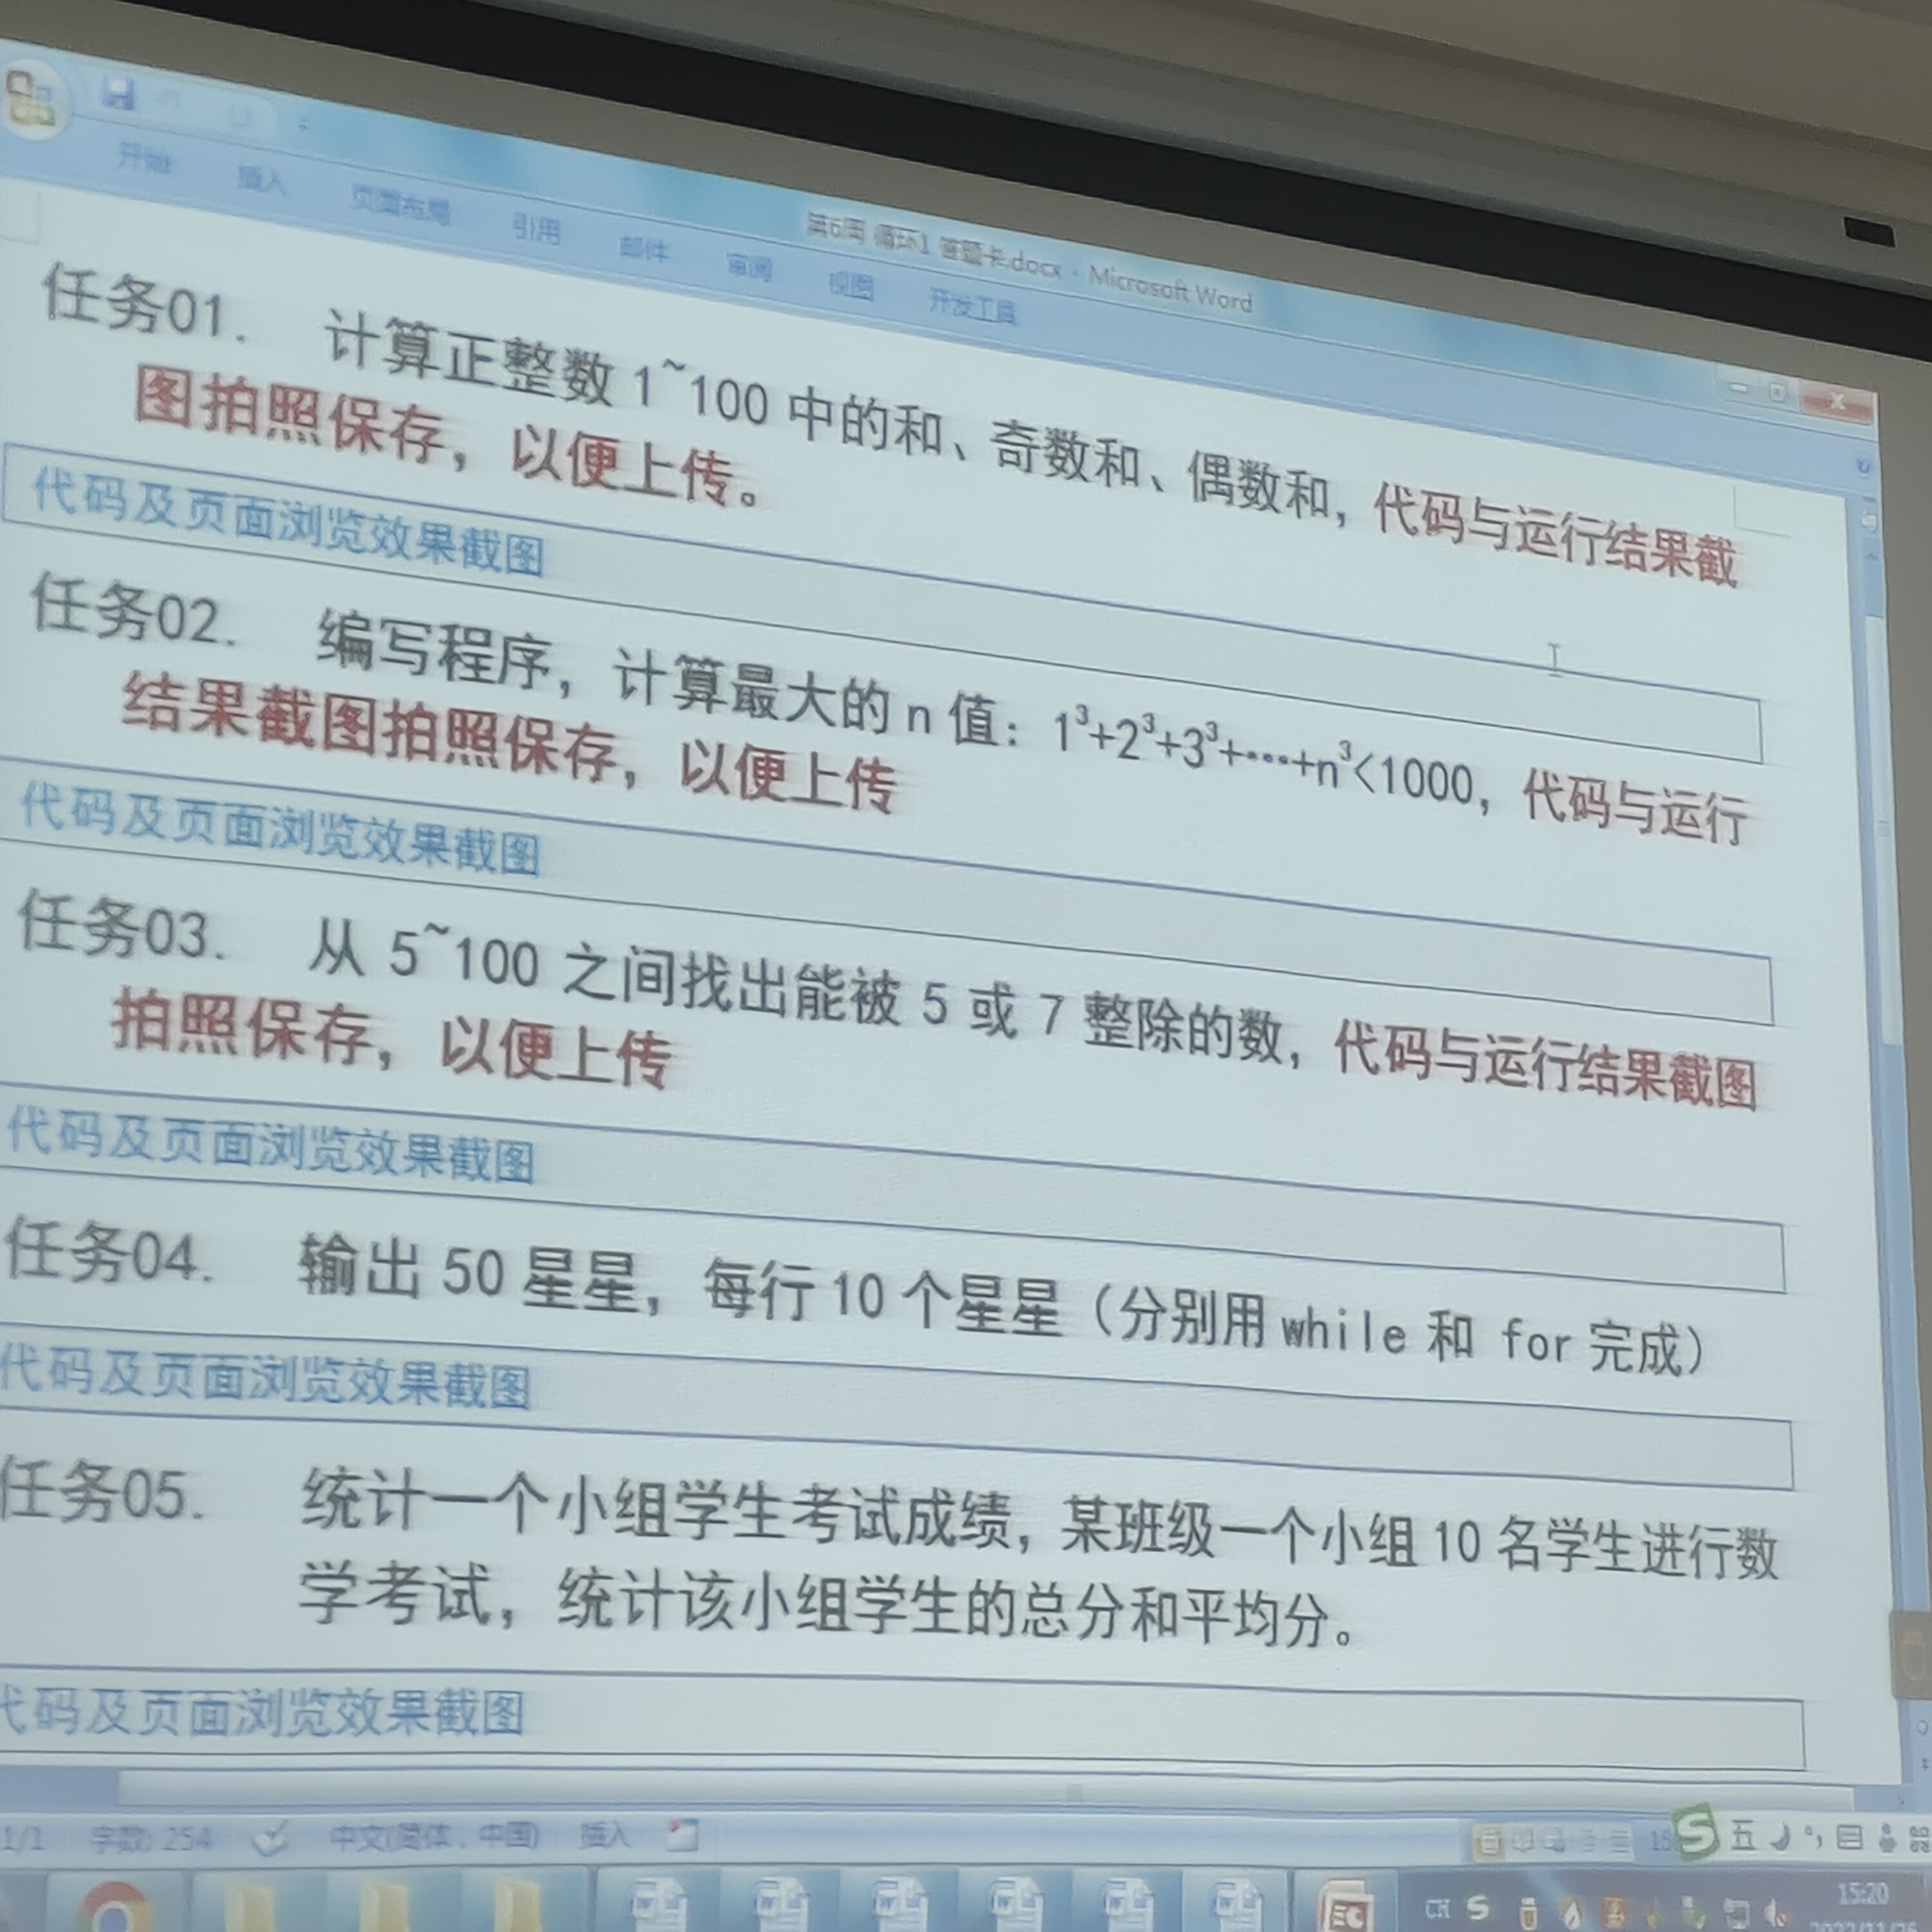 第6周 循环1 答题卡.docx - Microsoft Word
开始 插入 页面布局 引用 邮件 审阅 视图 开发工具
任务01. 计算正整数 1~100 中的和、奇数和、偶数和，代码与运行结果截
图拍照保存，以便上传。
代码及页面浏览效果截图
任务02. 编写程序，计算最大的 n 值：1³+2³+3³+…+n³<1000，代码与运行
结果截图拍照保存，以便上传
代码及页面浏览效果截图
任务03. 从 5~100 之间找出能被 5 或 7 整除的数，代码与运行结果截图
拍照保存，以便上传
代码及页面浏览效果截图
任务04. 输出 50 星星，每行 10 个星星（分别用 while 和 for 完成）
代码及页面浏览效果截图
任务05. 统计一个小组学生考试成绩，某班级一个小组 10 名学生进行数
学考试，统计该小组学生的总分和平均分。
代码及页面浏览效果截图
1/1 字数: 254 中文(简体，中国) 插入
五
CH
15:20